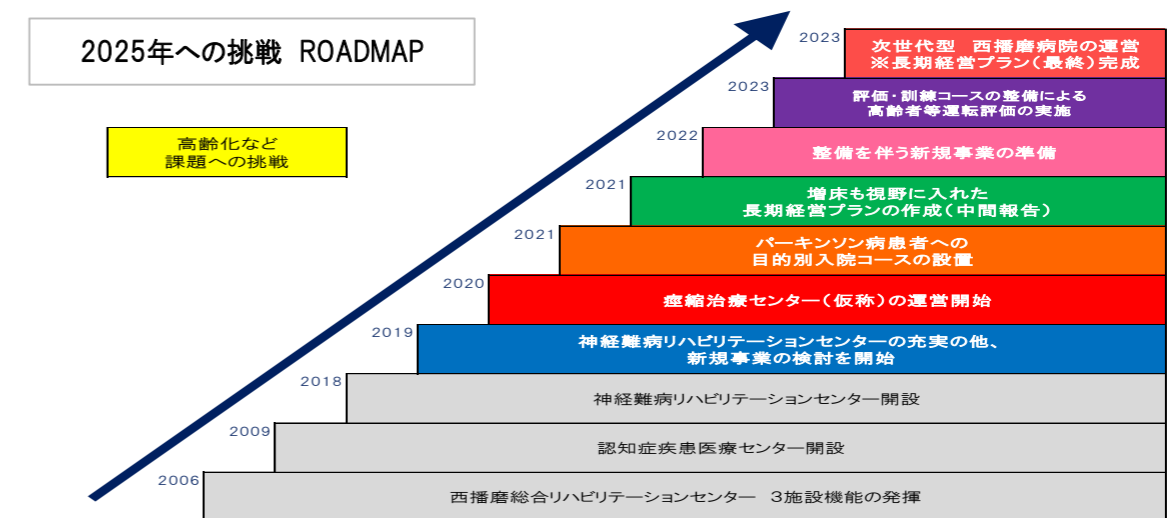 2025年への挑戦 ROADMAP
高齢化など
課題への挑戦
2023
次世代型 西播磨病院の運営
※長期経営プラン(最終)完成
2023
評価・訓練コースの整備による
高齢者等運転評価の実施
2022
整備を伴う新規事業の準備
2021
増床も視野に入れた
長期経営プランの作成(中間報告)
2021
パーキンソン病患者への
目的別入院コースの設置
2020
痙縮治療センター(仮称)の運営開始
2019
神経難病リハビリテーションセンターの充実の他、
新規事業の検討を開始
2018
神経難病リハビリテーションセンター開設
2009
認知症疾患医療センター開設
2006
西播磨総合リハビリテーションセンター 3施設機能の発揮